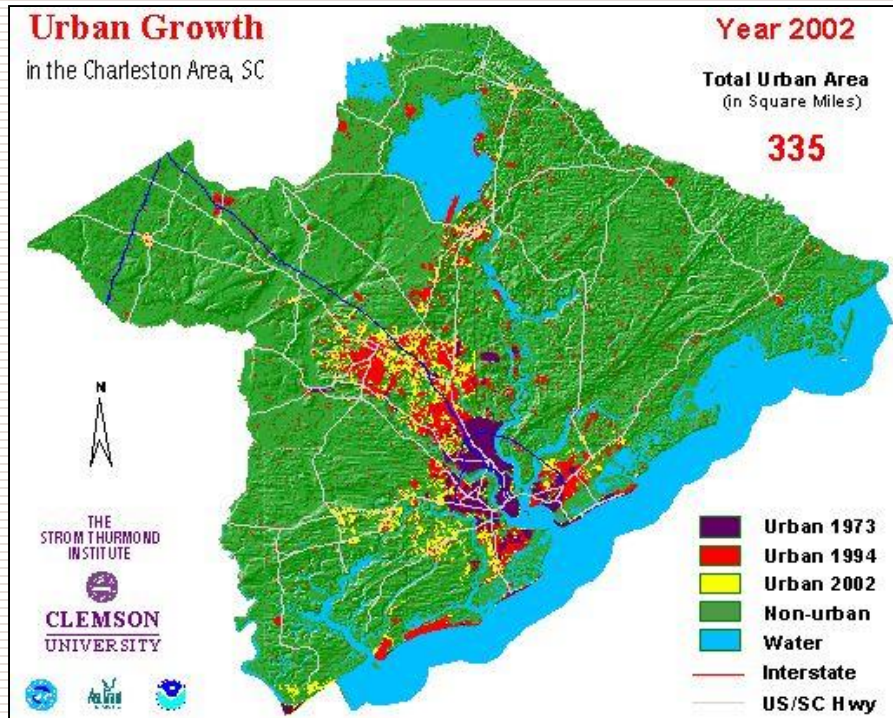 Urban Growth
in the Charleston Area, SC
Year 2002
Total Urban Area
(in Square Miles)
335
N
THE
STROM THURMOND
INSTITUTE
CLEMSON
UNIVERSITY
Urban 1973
Urban 1994
Urban 2002
Non-urban
Water
Interstate
US/SC Hwy